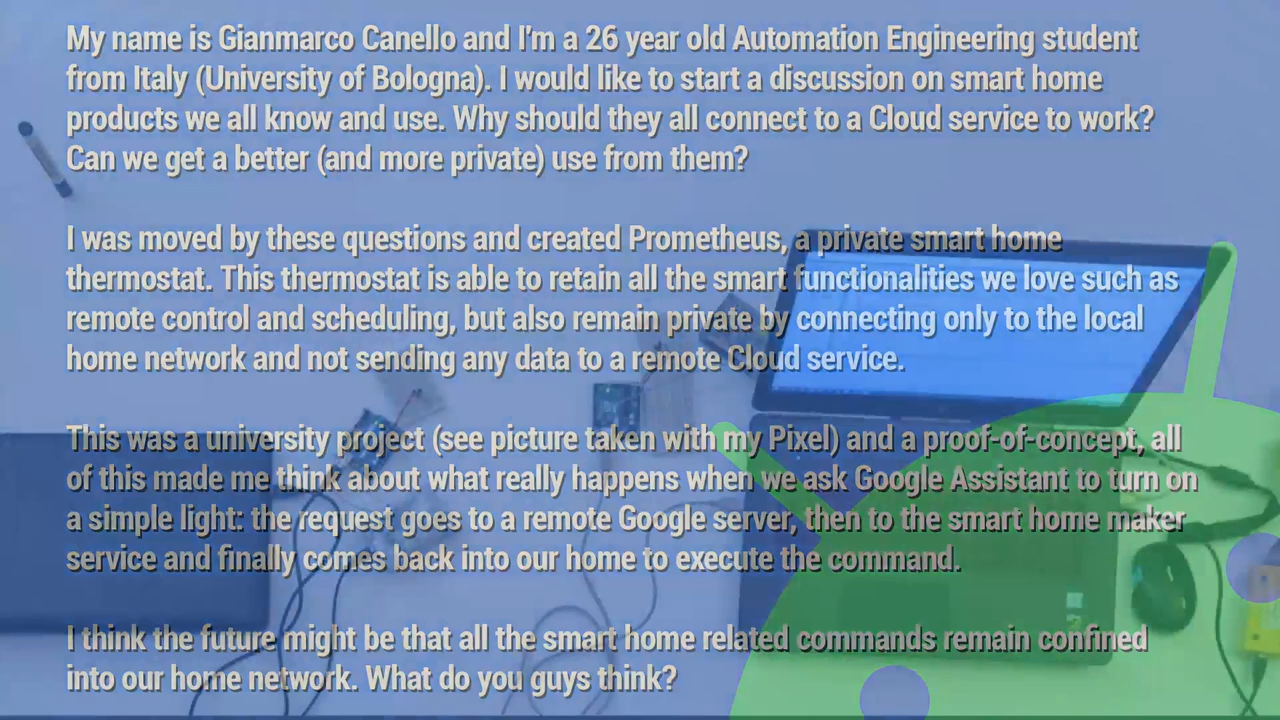 My name is Gianmarco Canello and I'm a 26 year old Automation Engineering student
from Italy (University of Bologna). I would like to start a discussion on smart home
products we all know and use. Why should they all connect to a Cloud service to work?
Can we get a better (and more private) use from them?
I was moved by these questions and created Prometheus, a private smart home
thermostat. This thermostat is able to retain all the smart functionalities we love such as
remote control and scheduling, but also remain private by connecting only to the local
home network and not sending any data to a remote Cloud service.
This was a university project (see picture taken with my Pixel) and a proof-of-concept, all
of this made me think about what really happens when we ask Google Assistant to turn on
a simple light: the request goes to a remote Google server, then to the smart home maker
service and finally comes back into our home to execute the command.
I think the future might be that all the smart home related commands remain confined
into our home network. What do you guys think?